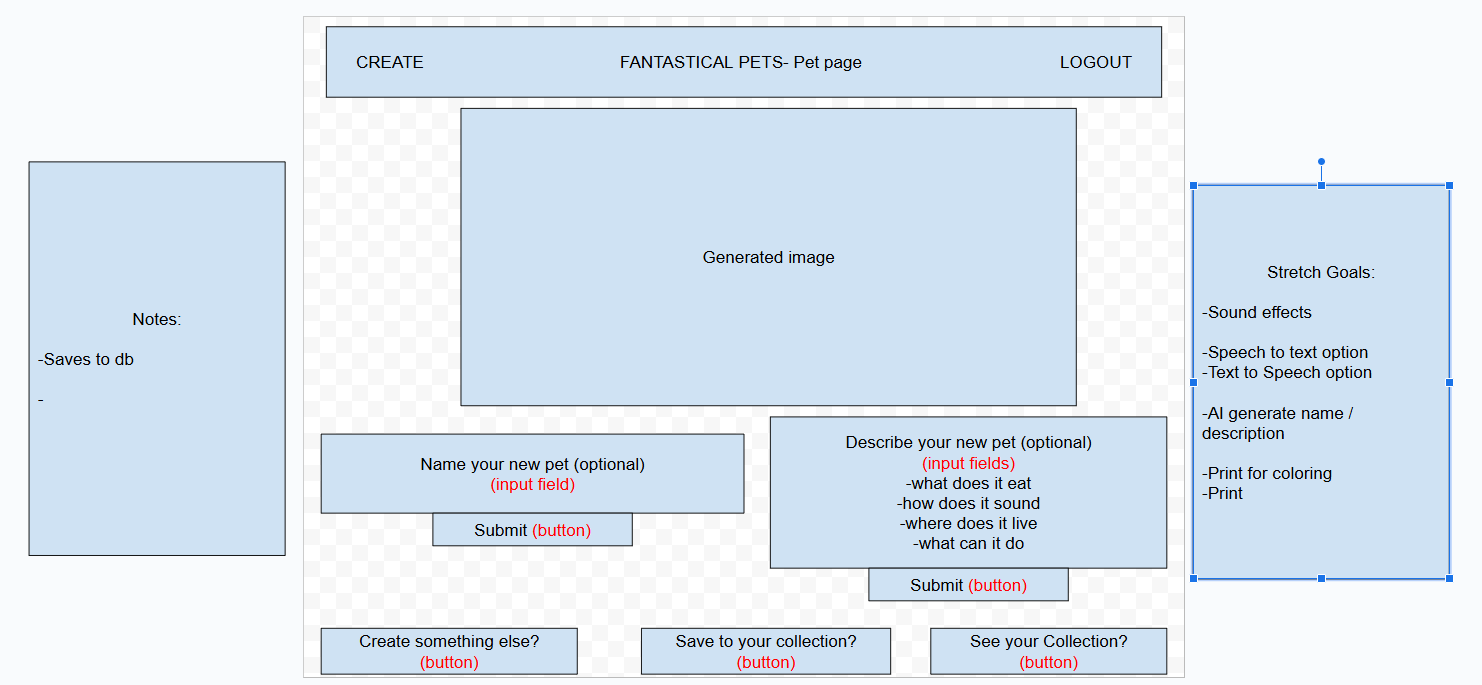 CREATE FANTASTICAL PETS- Pet page LOGOUT
Generated image
Notes:
-Saves to db
-
Name your new pet (optional)
(input field)
Submit (button)
Describe your new pet (optional)
(input fields)
-what does it eat
-how does it sound
-where does it live
-what can it do
Submit (button)
Create something else?
(button)
Save to your collection?
(button)
See your Collection?
(button)
Stretch Goals:
-Sound effects
-Speech to text option
-Text to Speech option
-AI generate name /
description
-Print for coloring
-Print